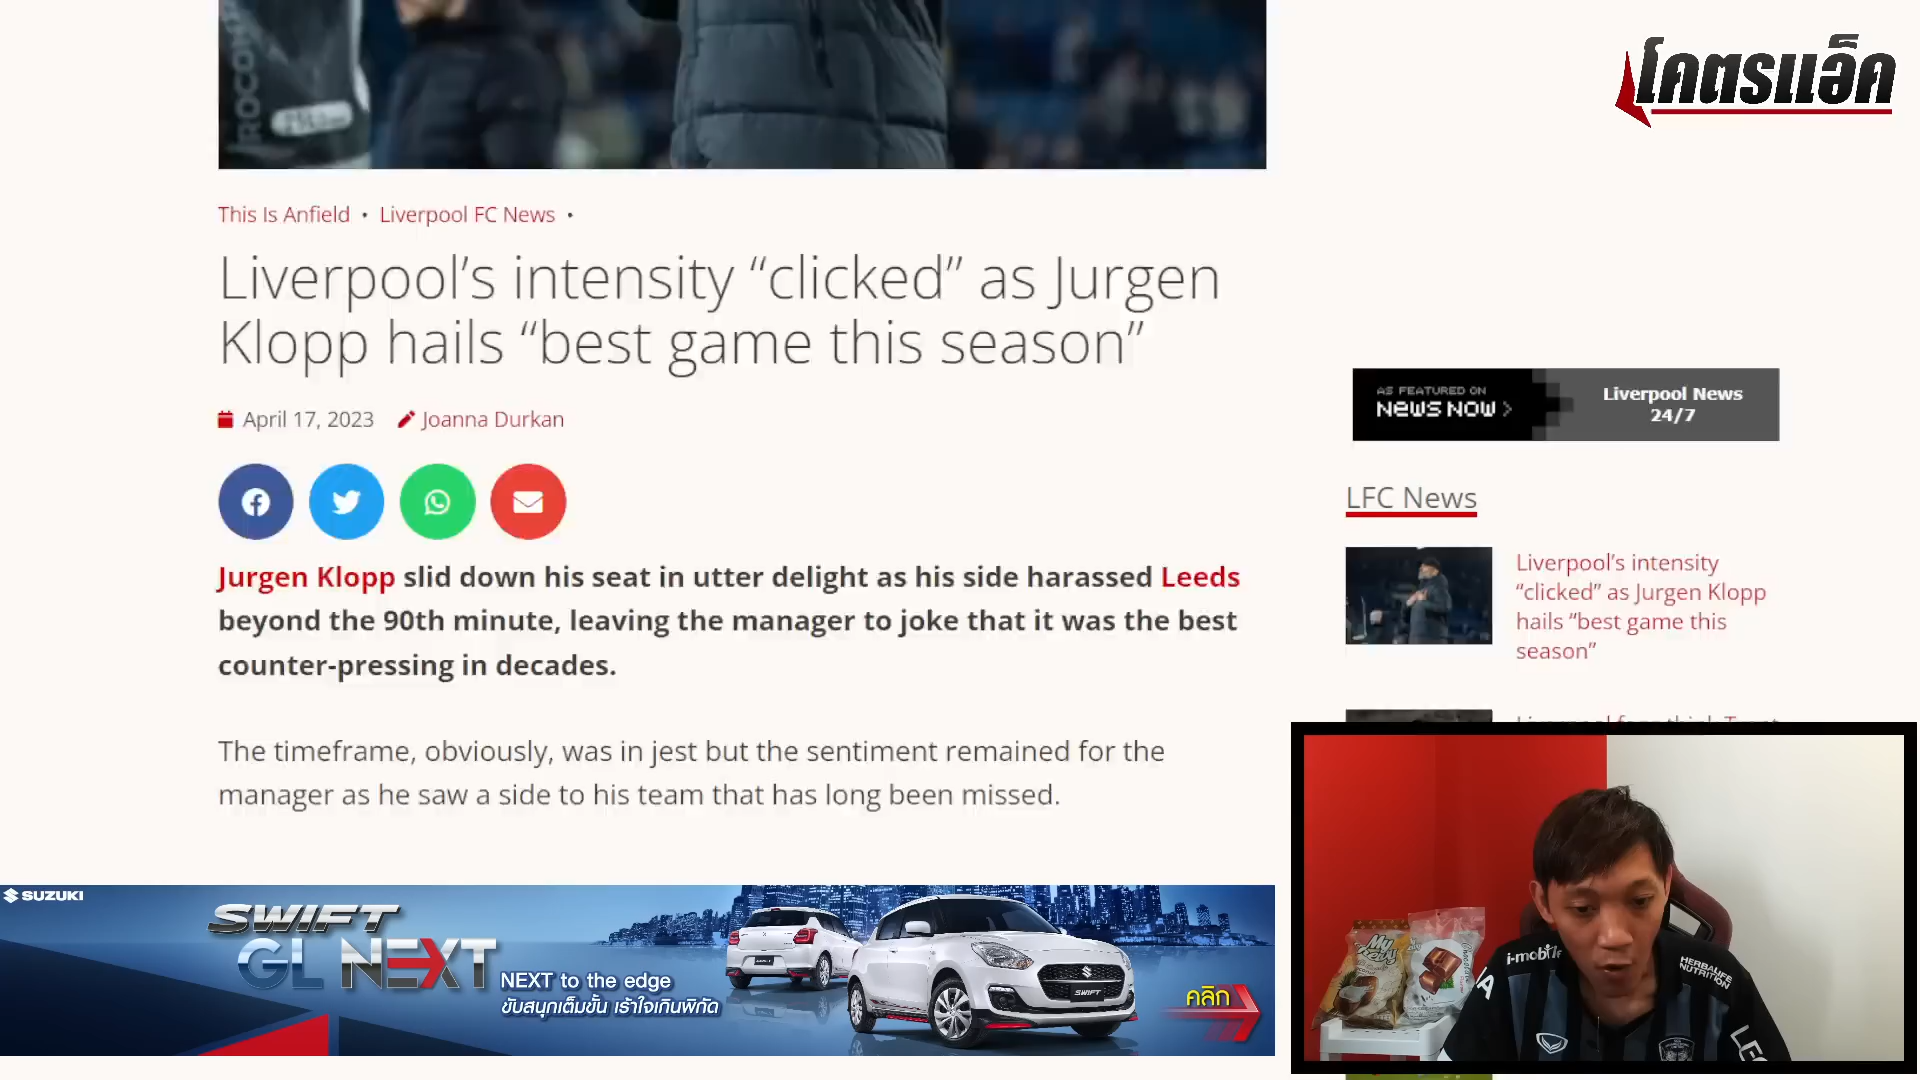 โคตรแอ็ค
This Is Anfield • Liverpool FC News •
Liverpool’s intensity “clicked” as Jurgen
Klopp hails “best game this season”
April 17, 2023 Joanna Durkan
Jurgen Klopp slid down his seat in utter delight as his side harassed Leeds
beyond the 90th minute, leaving the manager to joke that it was the best
counter-pressing in decades.
The timeframe, obviously, was in jest but the sentiment remained for the
manager as he saw a side to his team that has long been missed.
AS FEATURED ON
NEWS NOW
Liverpool News
24/7
LFC News
Liverpool’s intensity
“clicked” as Jurgen Klopp
hails “best game this
season”
SUZUKI
SWIFT
GL NEXT
NEXT to the edge
ขับสนุกเต็มขั้น เร้าใจเกินพิกัด
SWIFT
คลิก
My
Chewy
i-mobile
HERBALIFE
NUTRITION